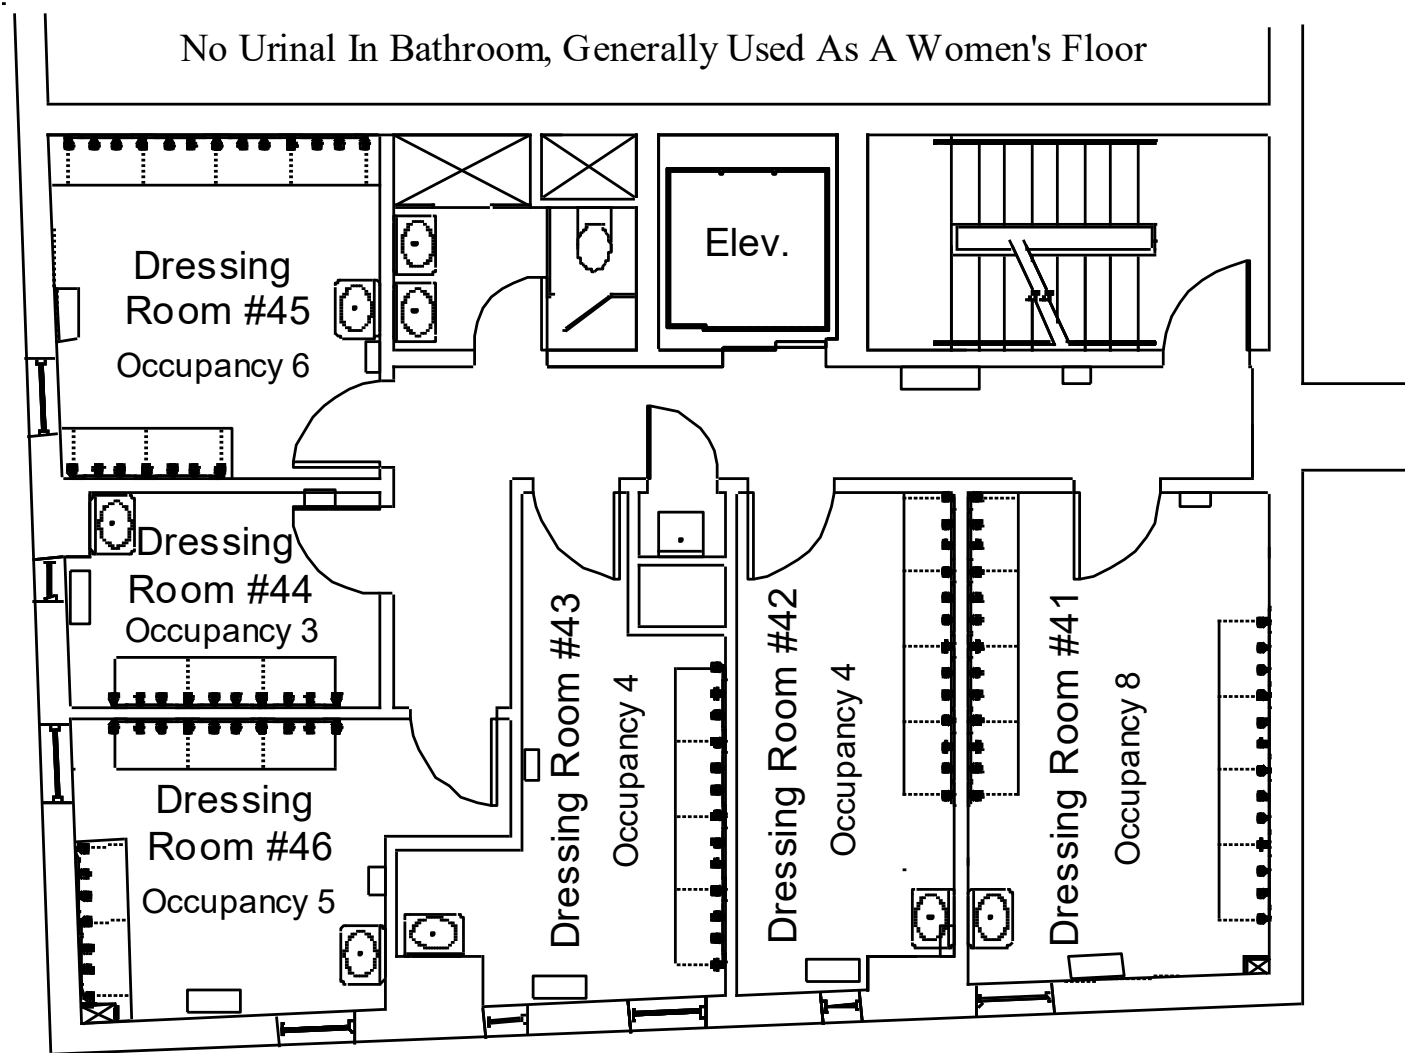 No Urinal In Bathroom, Generally Used As A Women's Floor
Elev.
Dressing
Room #45
Occupancy 6
Dressing
Room #44
Occupancy 3
Dressing
Room #46
Occupancy 5
Dressing Room #43
Occupancy 4
Dressing Room #42
Occupancy 4
Dressing Room #41
Occupancy 8